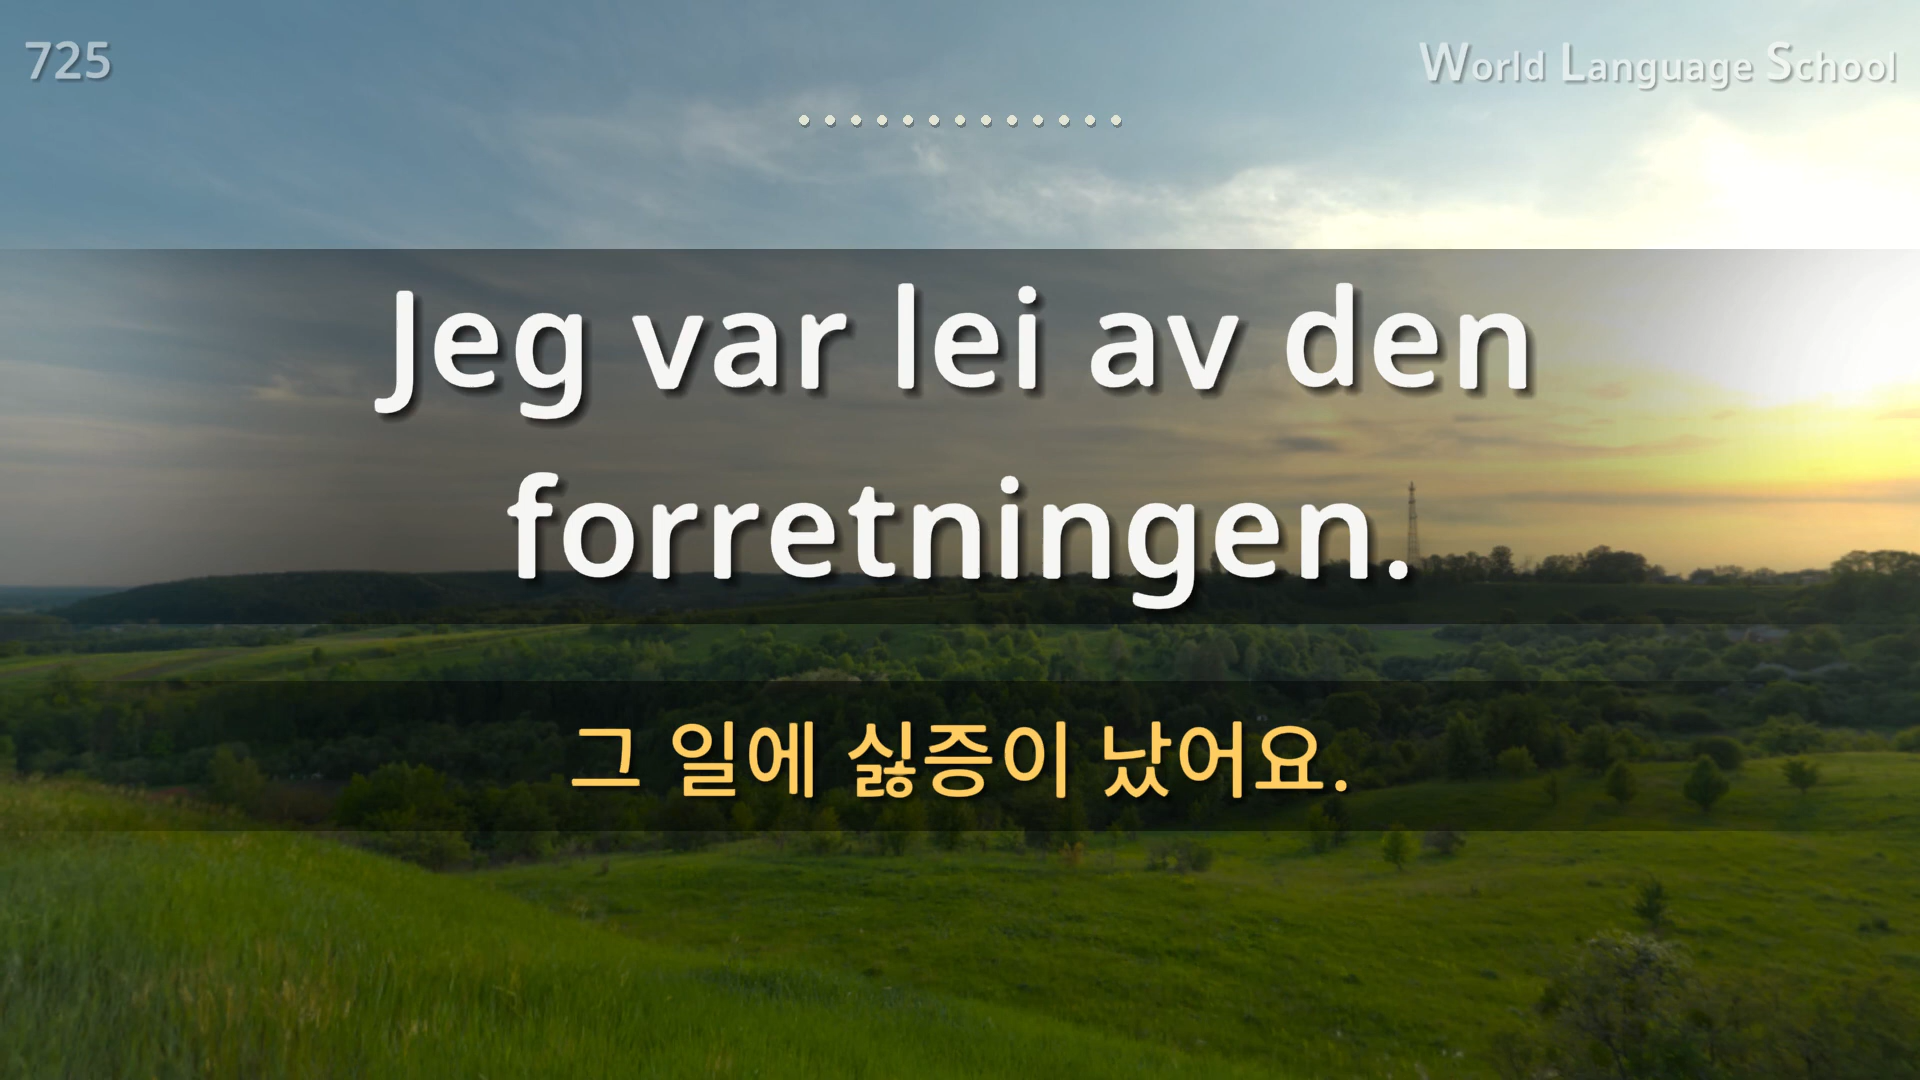 725
World Language School
Jeg var lei av den
forretningen.
그 일에 싫증이 났어요.